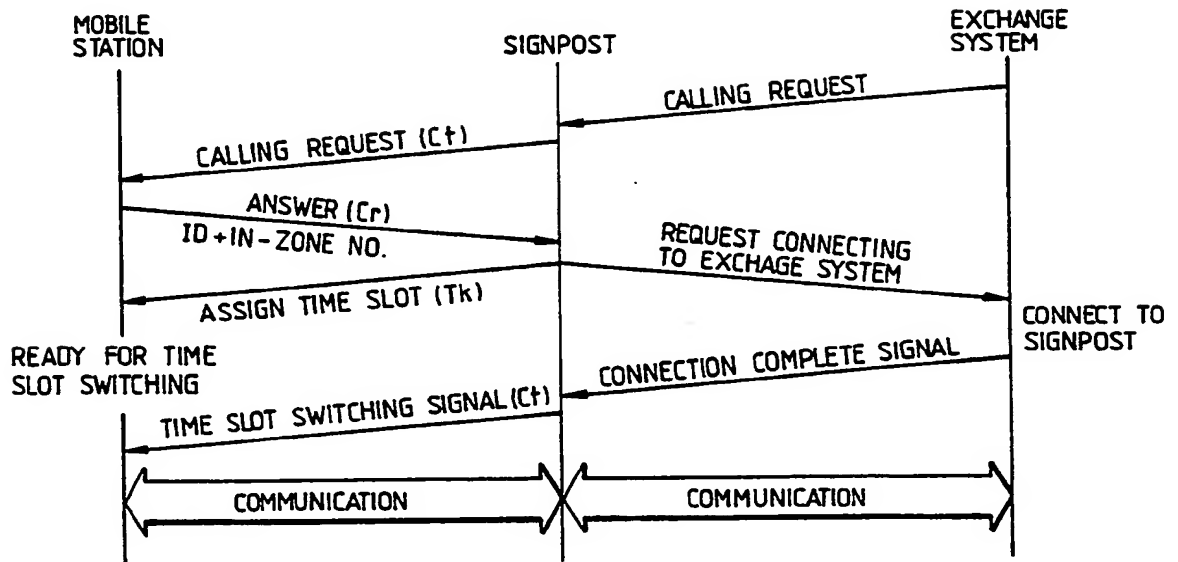 MOBILE
STATION
SIGNPOST
EXCHANGE
SYSTEM
CALLING REQUEST
CALLING REQUEST (Ct)
ANSWER (Cr)
ID+IN-ZONE NO.
REQUEST CONNECTING
TO EXCHAGE SYSTEM
ASSIGN TIME SLOT (Tk)
CONNECT TO
SIGNPOST
READY FOR TIME
SLOT SWITCHING
CONNECTION COMPLETE SIGNAL
TIME SLOT SWITCHING SIGNAL (Ct)
COMMUNICATION
COMMUNICATION